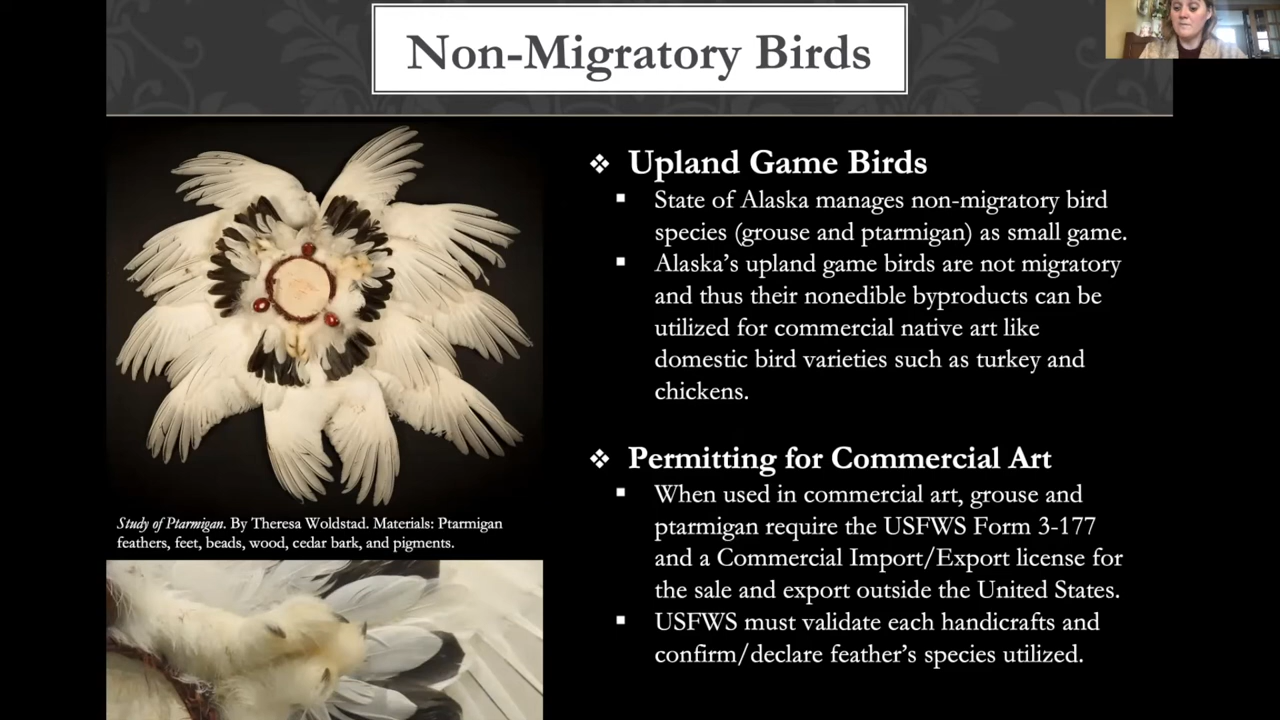 Non-Migratory Birds
Upland Game Birds
State of Alaska manages non-migratory bird
species (grouse and ptarmigan) as small game.
Alaska's upland game birds are not migratory
and thus their nonedible byproducts can be
utilized for commercial native art like
domestic bird varieties such as turkey and
chickens.
Permitting for Commercial Art
When used in commercial art, grouse and
ptarmigan require the USFWS Form 3-177
and a Commercial Import/Export license for
the sale and export outside the United States.
USFWS must validate each handicrafts and
confirm/declare feather's species utilized.
Study of Ptarmigan. By Theresa Woldstad. Materials: Ptarmigan
feathers, feet, beads, wood, cedar bark, and pigments.